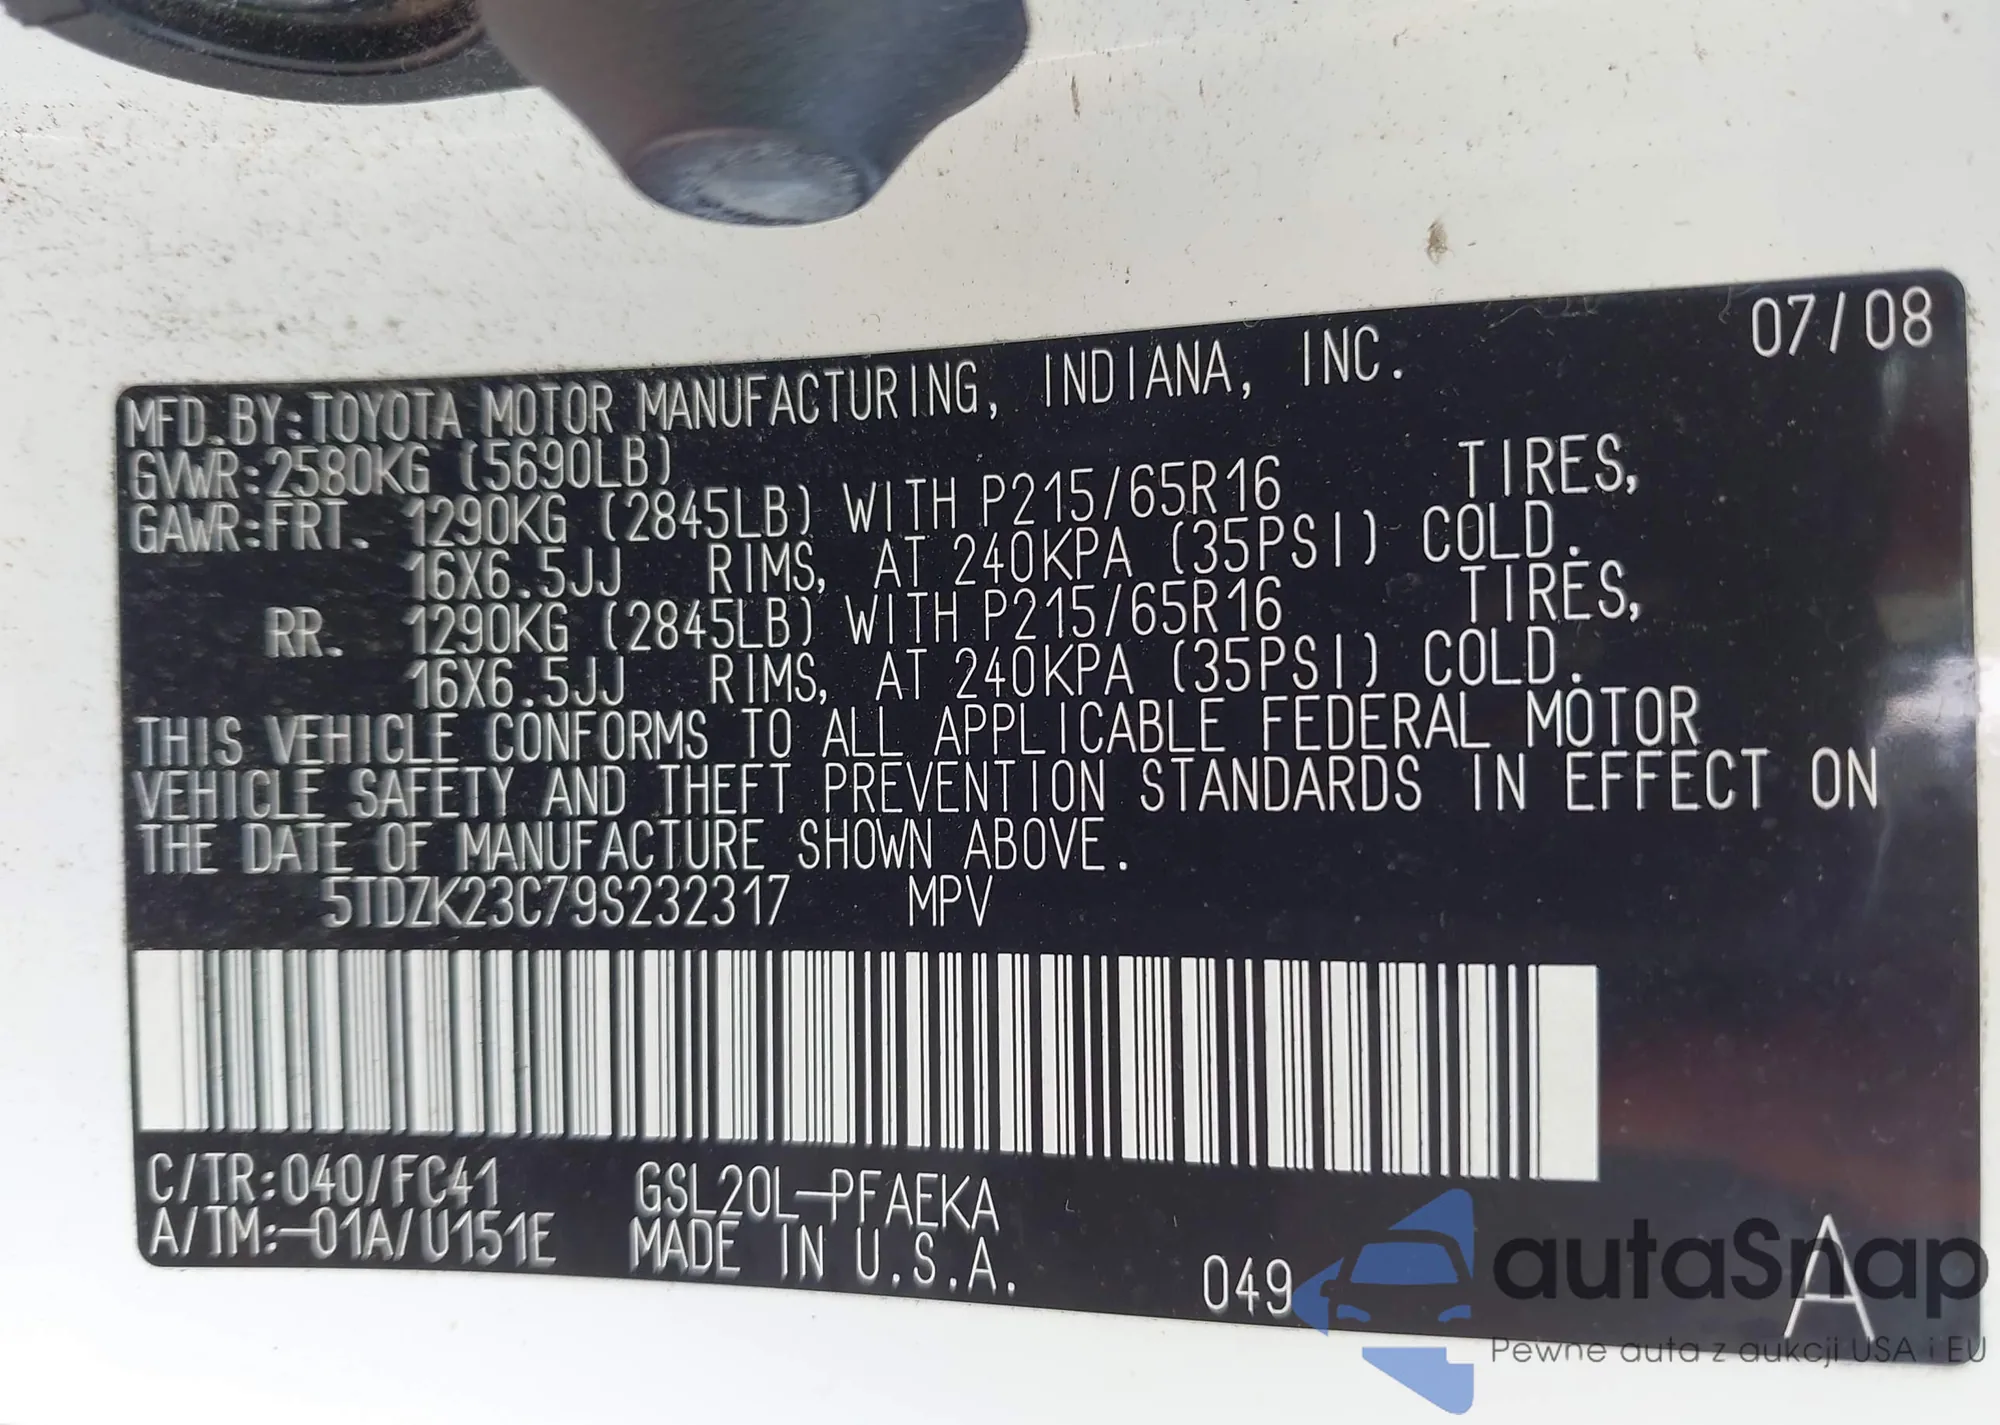 07/08
MFD.BY:TOYOTA MOTOR MANUFACTURING, INDIANA, INC.
GVWR:2580KG (5690LB)
GAWR:FRT. 1290KG (2845LB) WITH P215/65R16 TIRES,
16X6.5JJ RIMS, AT 240KPA (35PSI) COLD.
RR. 1290KG (2845LB) WITH P215/65R16 TIRES,
16X6.5JJ RIMS, AT 240KPA (35PSI) COLD.
THIS VEHICLE CONFORMS TO ALL APPLICABLE FEDERAL MOTOR
VEHICLE SAFETY AND THEFT PREVENTION STANDARDS IN EFFECT ON
THE DATE OF MANUFACTURE SHOWN ABOVE.
5TDZK23C79S232317 MPV
C/TR:040/FC41 GSL20L-PFAEKA
A/TM:-01A/U151E MADE IN U.S.A. 049 A
autaSnap
Pewne auta z aukcji USA i EU